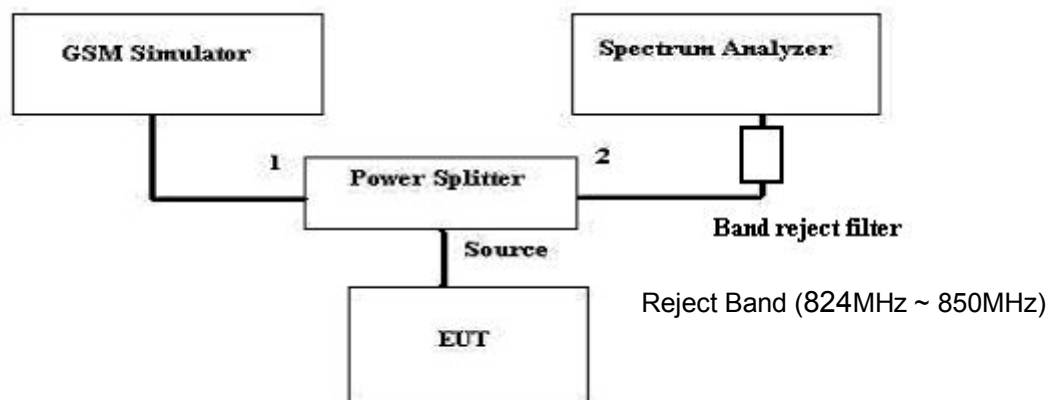 GSM Simulator
Spectrum Analyzer
1
2
Power Splitter
Band reject filter
Source
Reject Band (824MHz ~ 850MHz)
EUT